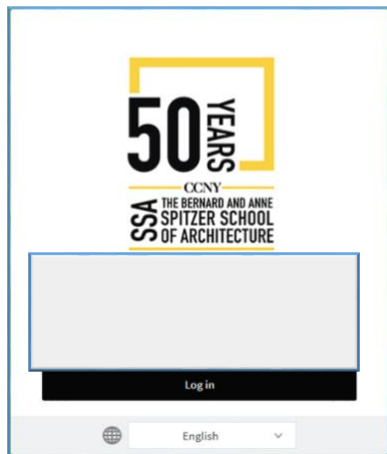 50 YEARS
CCNY
SSA
THE BERNARD AND ANNE
SPITZER SCHOOL
OF ARCHITECTURE
Log in
English